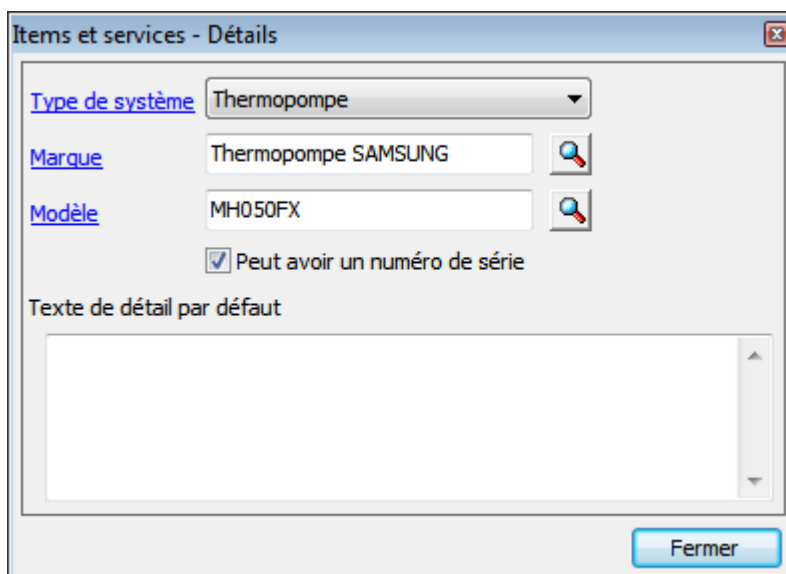 Items et services - Détails
Type de système Thermopompe
Marque Thermopompe SAMSUNG
Modèle MH050FX
Peut avoir un numéro de série
Texte de détail par défaut
Fermer